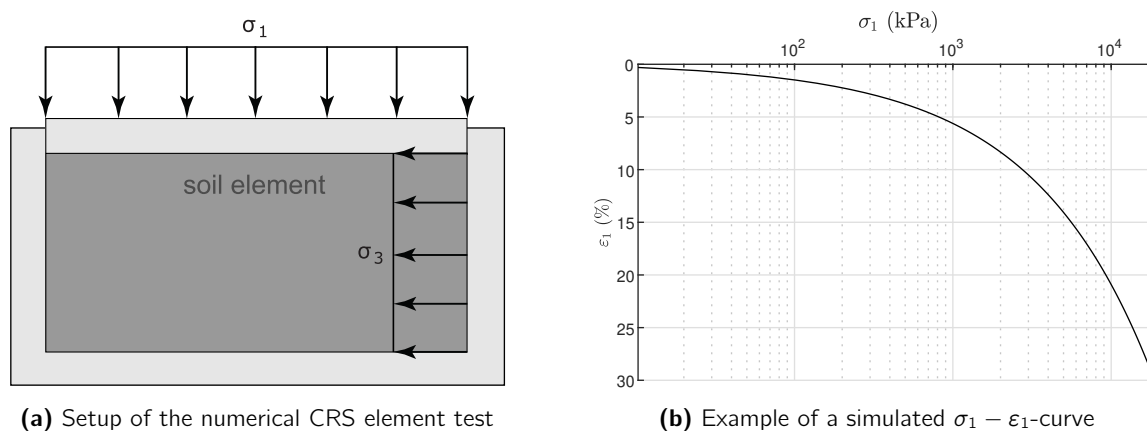 σ1
soil element
σ3
(a) Setup of the numerical CRS element test
σ1 (kPa)
10^2 10^3 10^4
0
5
10
15
20
25
30
ε1 (%)
(b) Example of a simulated σ1 − ε1-curve